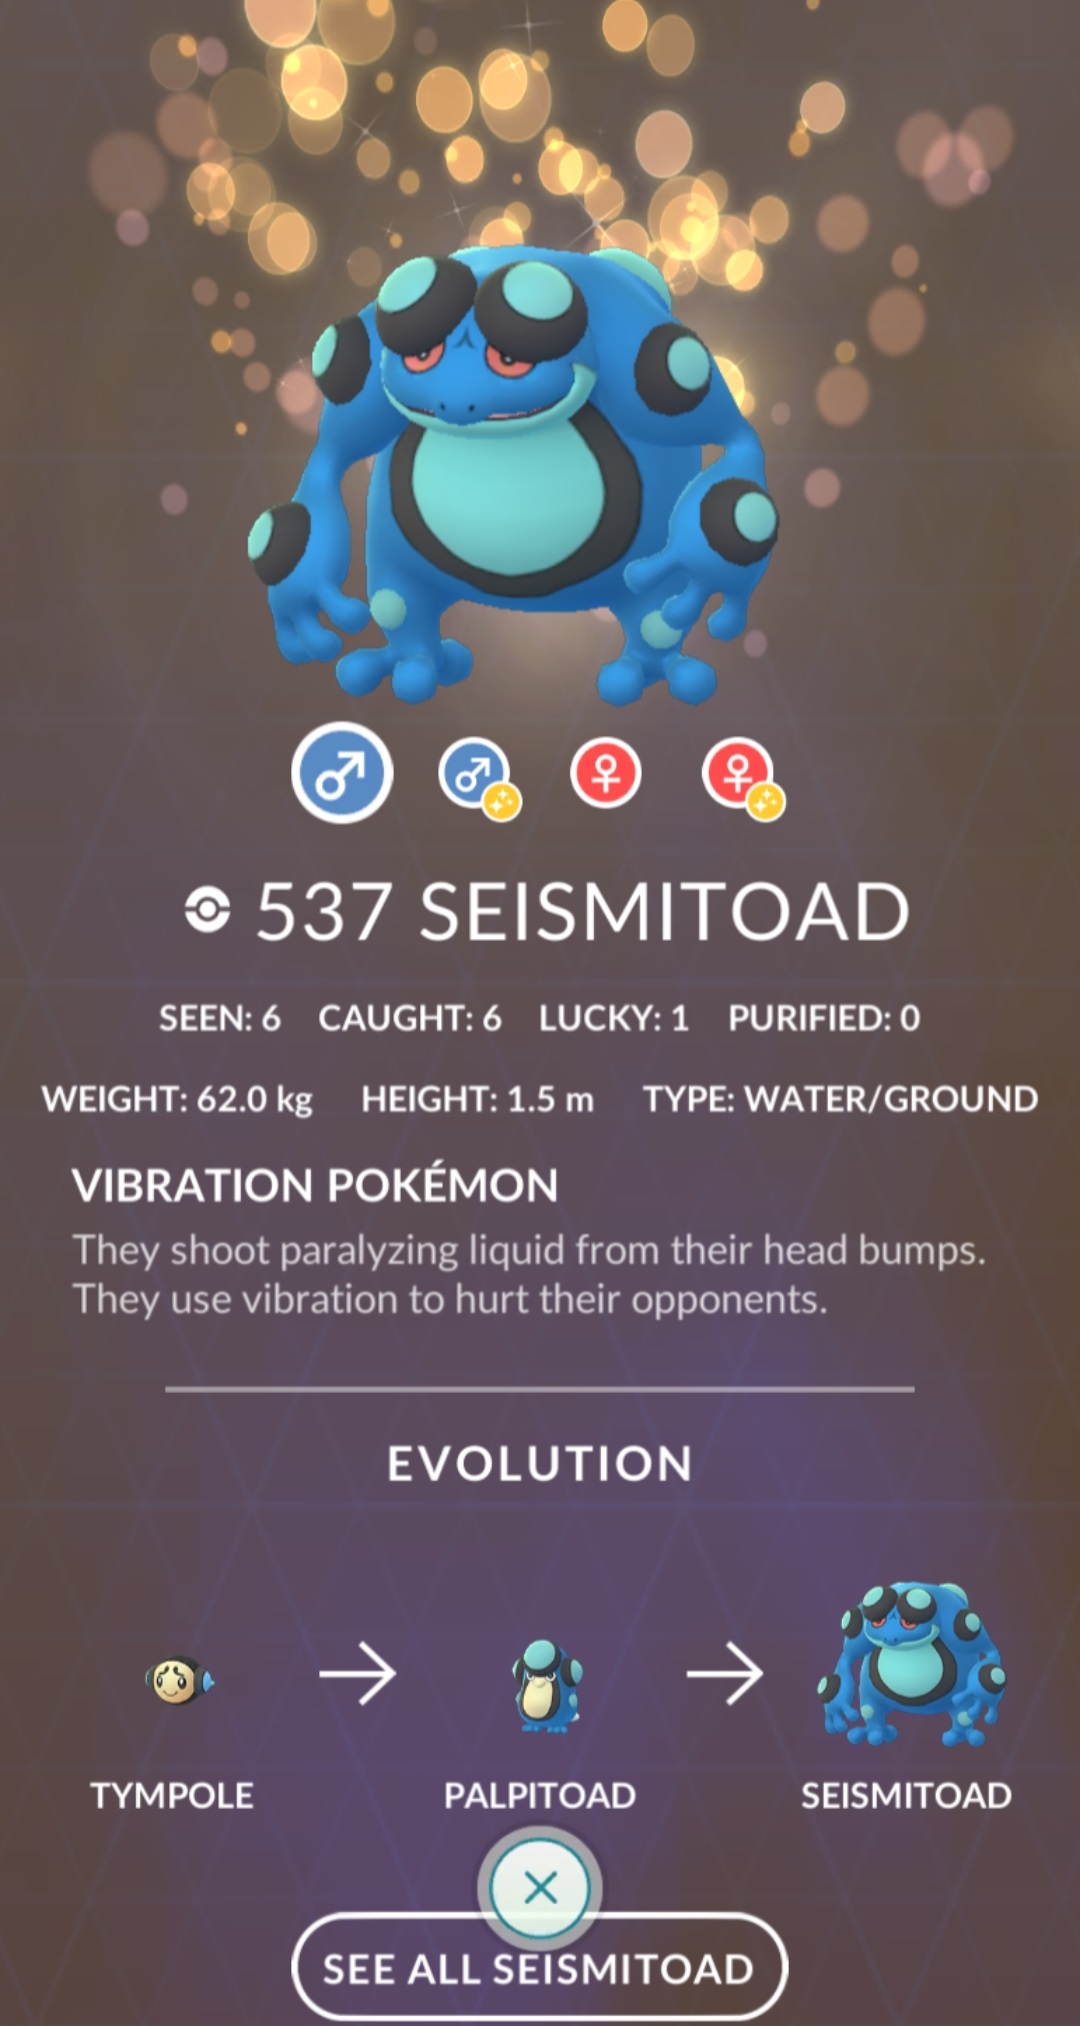 537 SEISMITOAD
SEEN: 6 CAUGHT: 6 LUCKY: 1 PURIFIED: 0
WEIGHT: 62.0 kg HEIGHT: 1.5 m TYPE: WATER/GROUND
VIBRATION POKÉMON
They shoot paralyzing liquid from their head bumps.
They use vibration to hurt their opponents.
EVOLUTION
TYMPOLE PALPITOAD SEISMITOAD
SEE ALL SEISMITOAD